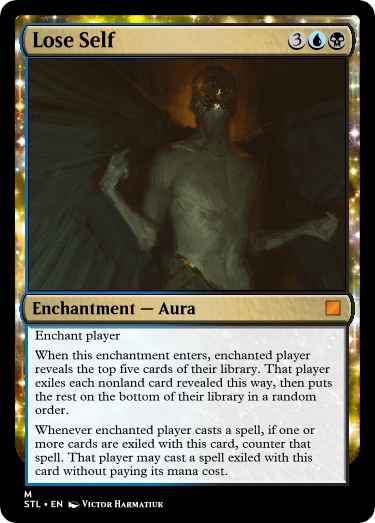 Lose Self 3
Enchantment — Aura
Enchant player
When this enchantment enters, enchanted player
reveals the top five cards of their library. That player
exiles each nonland card revealed this way, then puts
the rest on the bottom of their library in a random
order.
Whenever enchanted player casts a spell, if one or
more cards are exiled with this card, counter that
spell. That player may cast a spell exiled with this
card without paying its mana cost.
M
STL • EN Victor Harmatiuk